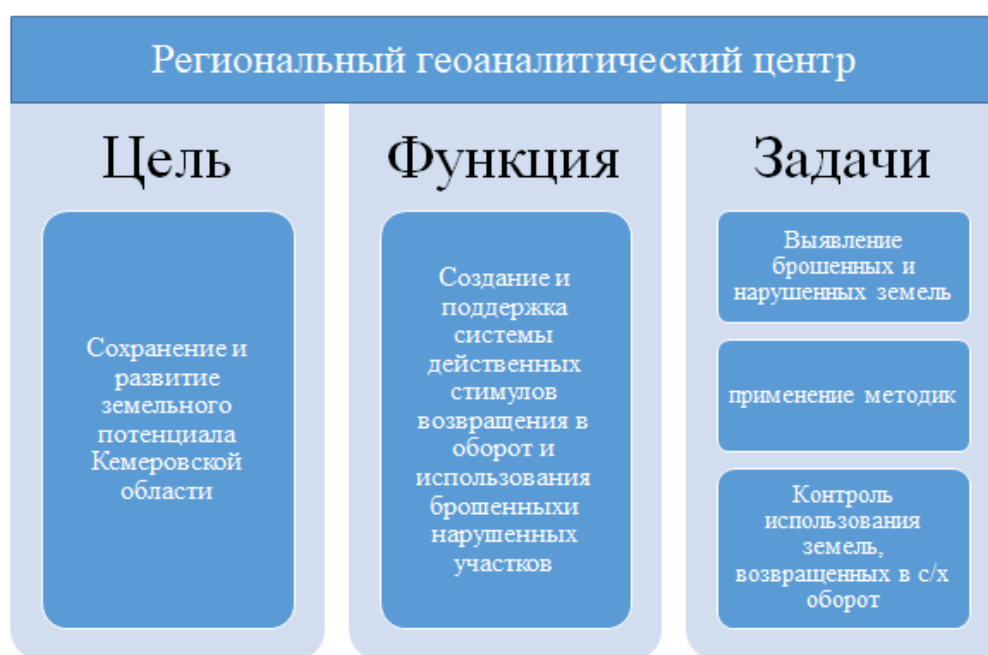 Региональный геоаналитический центр
Цель
Сохранение и
развитие
земельного
потенциала
Кемеровской
области
Функция
Создание и
поддержка
системы
действенных
стимулов
возвращения в
оборот и
использования
брошенныхи
нарушенных
участков
Задачи
Выявление
брошенных и
нарушенных земель
применение методик
Контроль
использования
земель,
возвращенных в с/х
оборот